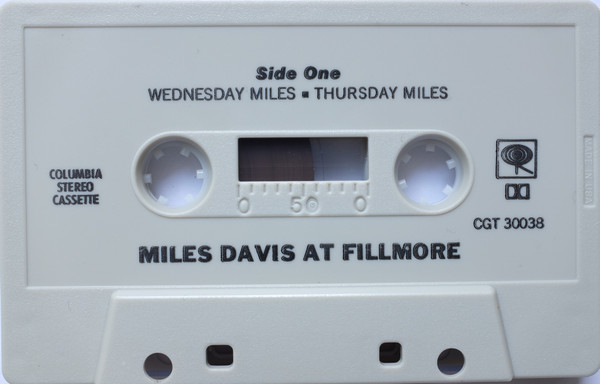 Side One
WEDNESDAY MILES ▪ THURSDAY MILES
COLUMBIA
STEREO
CASSETTE
0 50 0
CGT 30038
MILES DAVIS AT FILLMORE